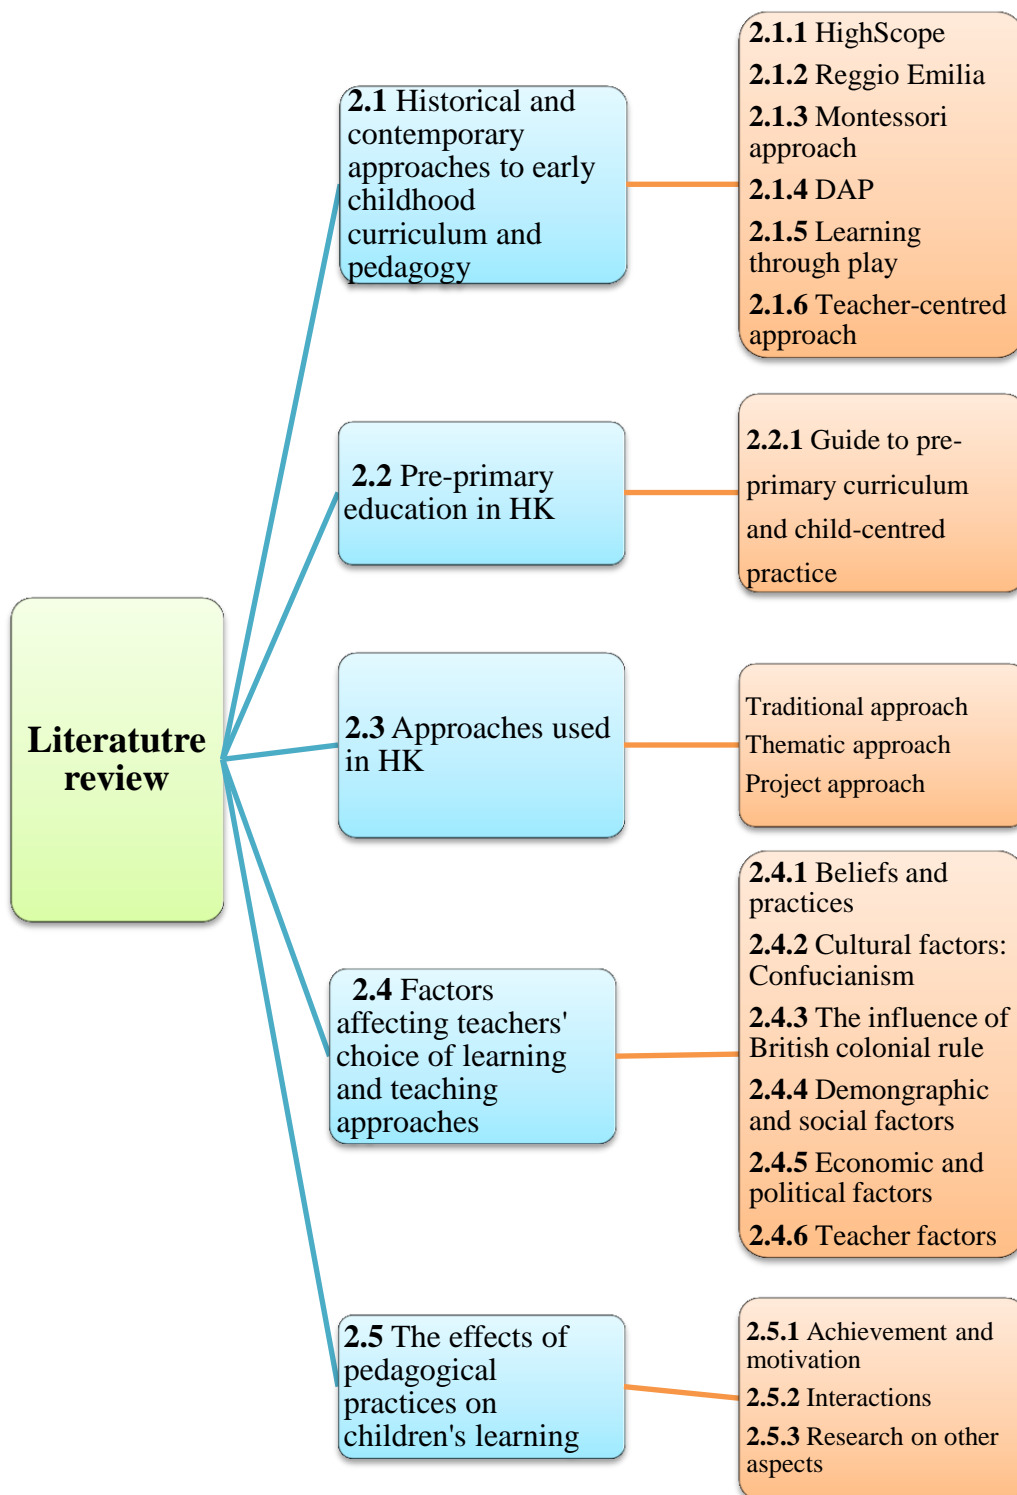 Literatutre
review
2.1 Historical and
contemporary
approaches to early
childhood
curriculum and
pedagogy
2.1.1 HighScope
2.1.2 Reggio Emilia
2.1.3 Montessori
approach
2.1.4 DAP
2.1.5 Learning
through play
2.1.6 Teacher-centred
approach
2.2 Pre-primary
education in HK
2.2.1 Guide to pre-
primary curriculum
and child-centred
practice
2.3 Approaches used
in HK
Traditional approach
Thematic approach
Project approach
2.4 Factors
affecting teachers'
choice of learning
and teaching
approaches
2.4.1 Beliefs and
practices
2.4.2 Cultural factors:
Confucianism
2.4.3 The influence of
British colonial rule
2.4.4 Demongraphic
and social factors
2.4.5 Economic and
political factors
2.4.6 Teacher factors
2.5 The effects of
pedagogical
practices on
children's learning
2.5.1 Achievement and
motivation
2.5.2 Interactions
2.5.3 Research on other
aspects